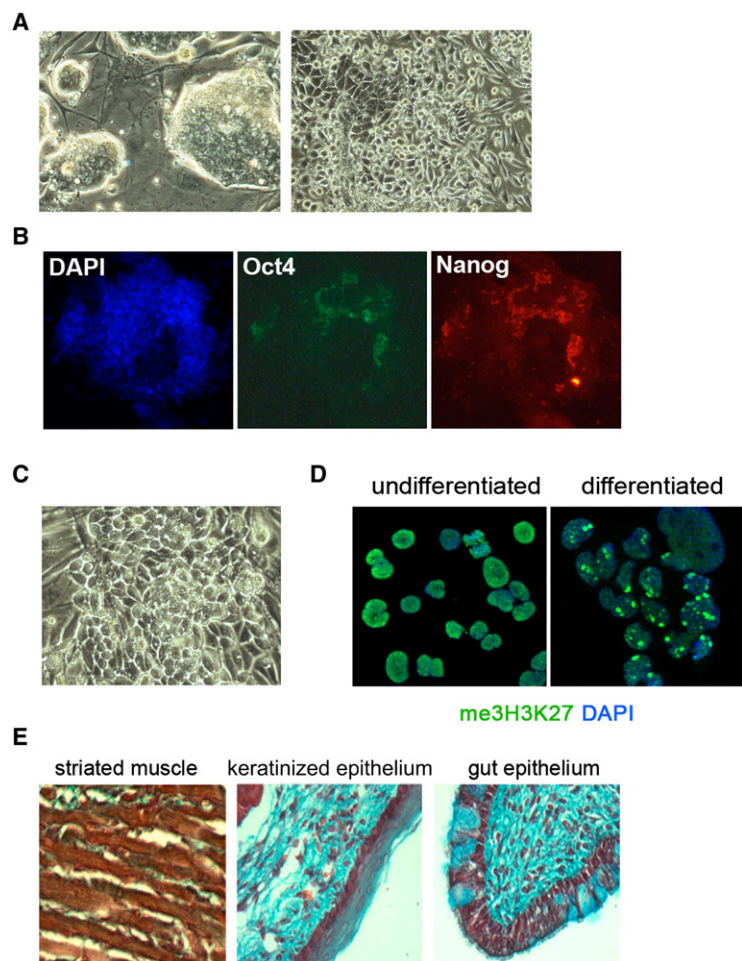 A
B
DAPI
Oct4
Nanog
C
D
undifferentiated
differentiated
me3H3K27 DAPI
E
striated muscle
keratinized epithelium
gut epithelium